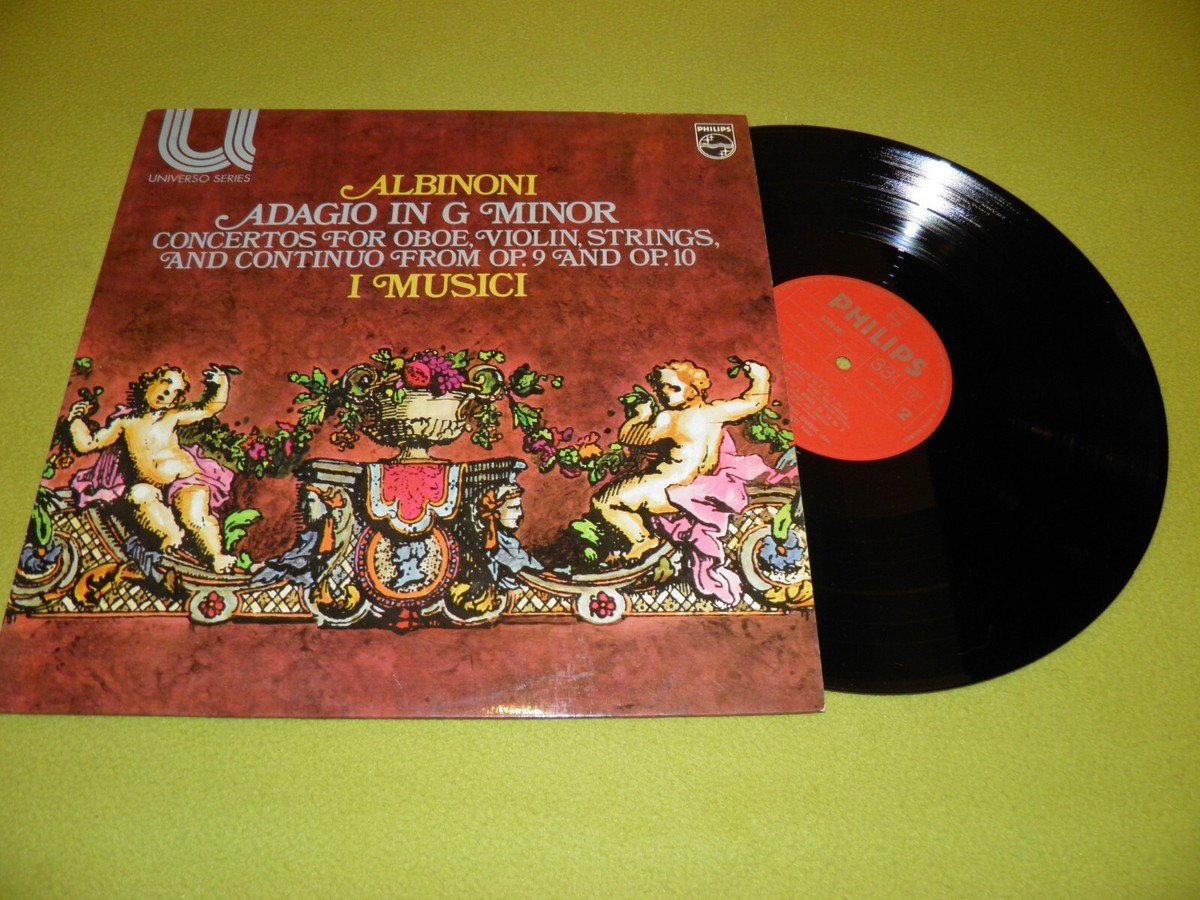 UNIVERSO SERIES
PHILIPS
ALBINONI
ADAGIO IN G MINOR
CONCERTOS FOR OBOE, VIOLIN, STRINGS,
AND CONTINUO FROM OP. 9 AND OP. 10
I MUSICI
PHILIPS
33
2